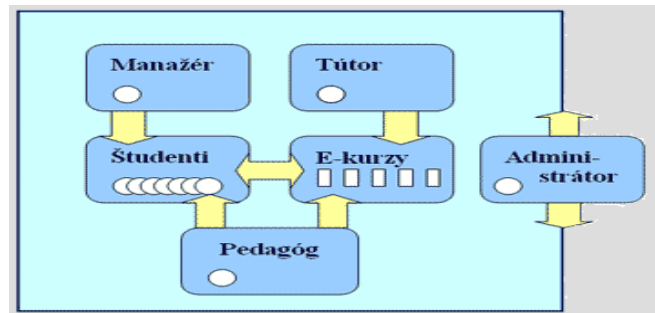 Manažér
Tútor
Študenti
E-kurzy
Admini-
strátor
Pedagóg